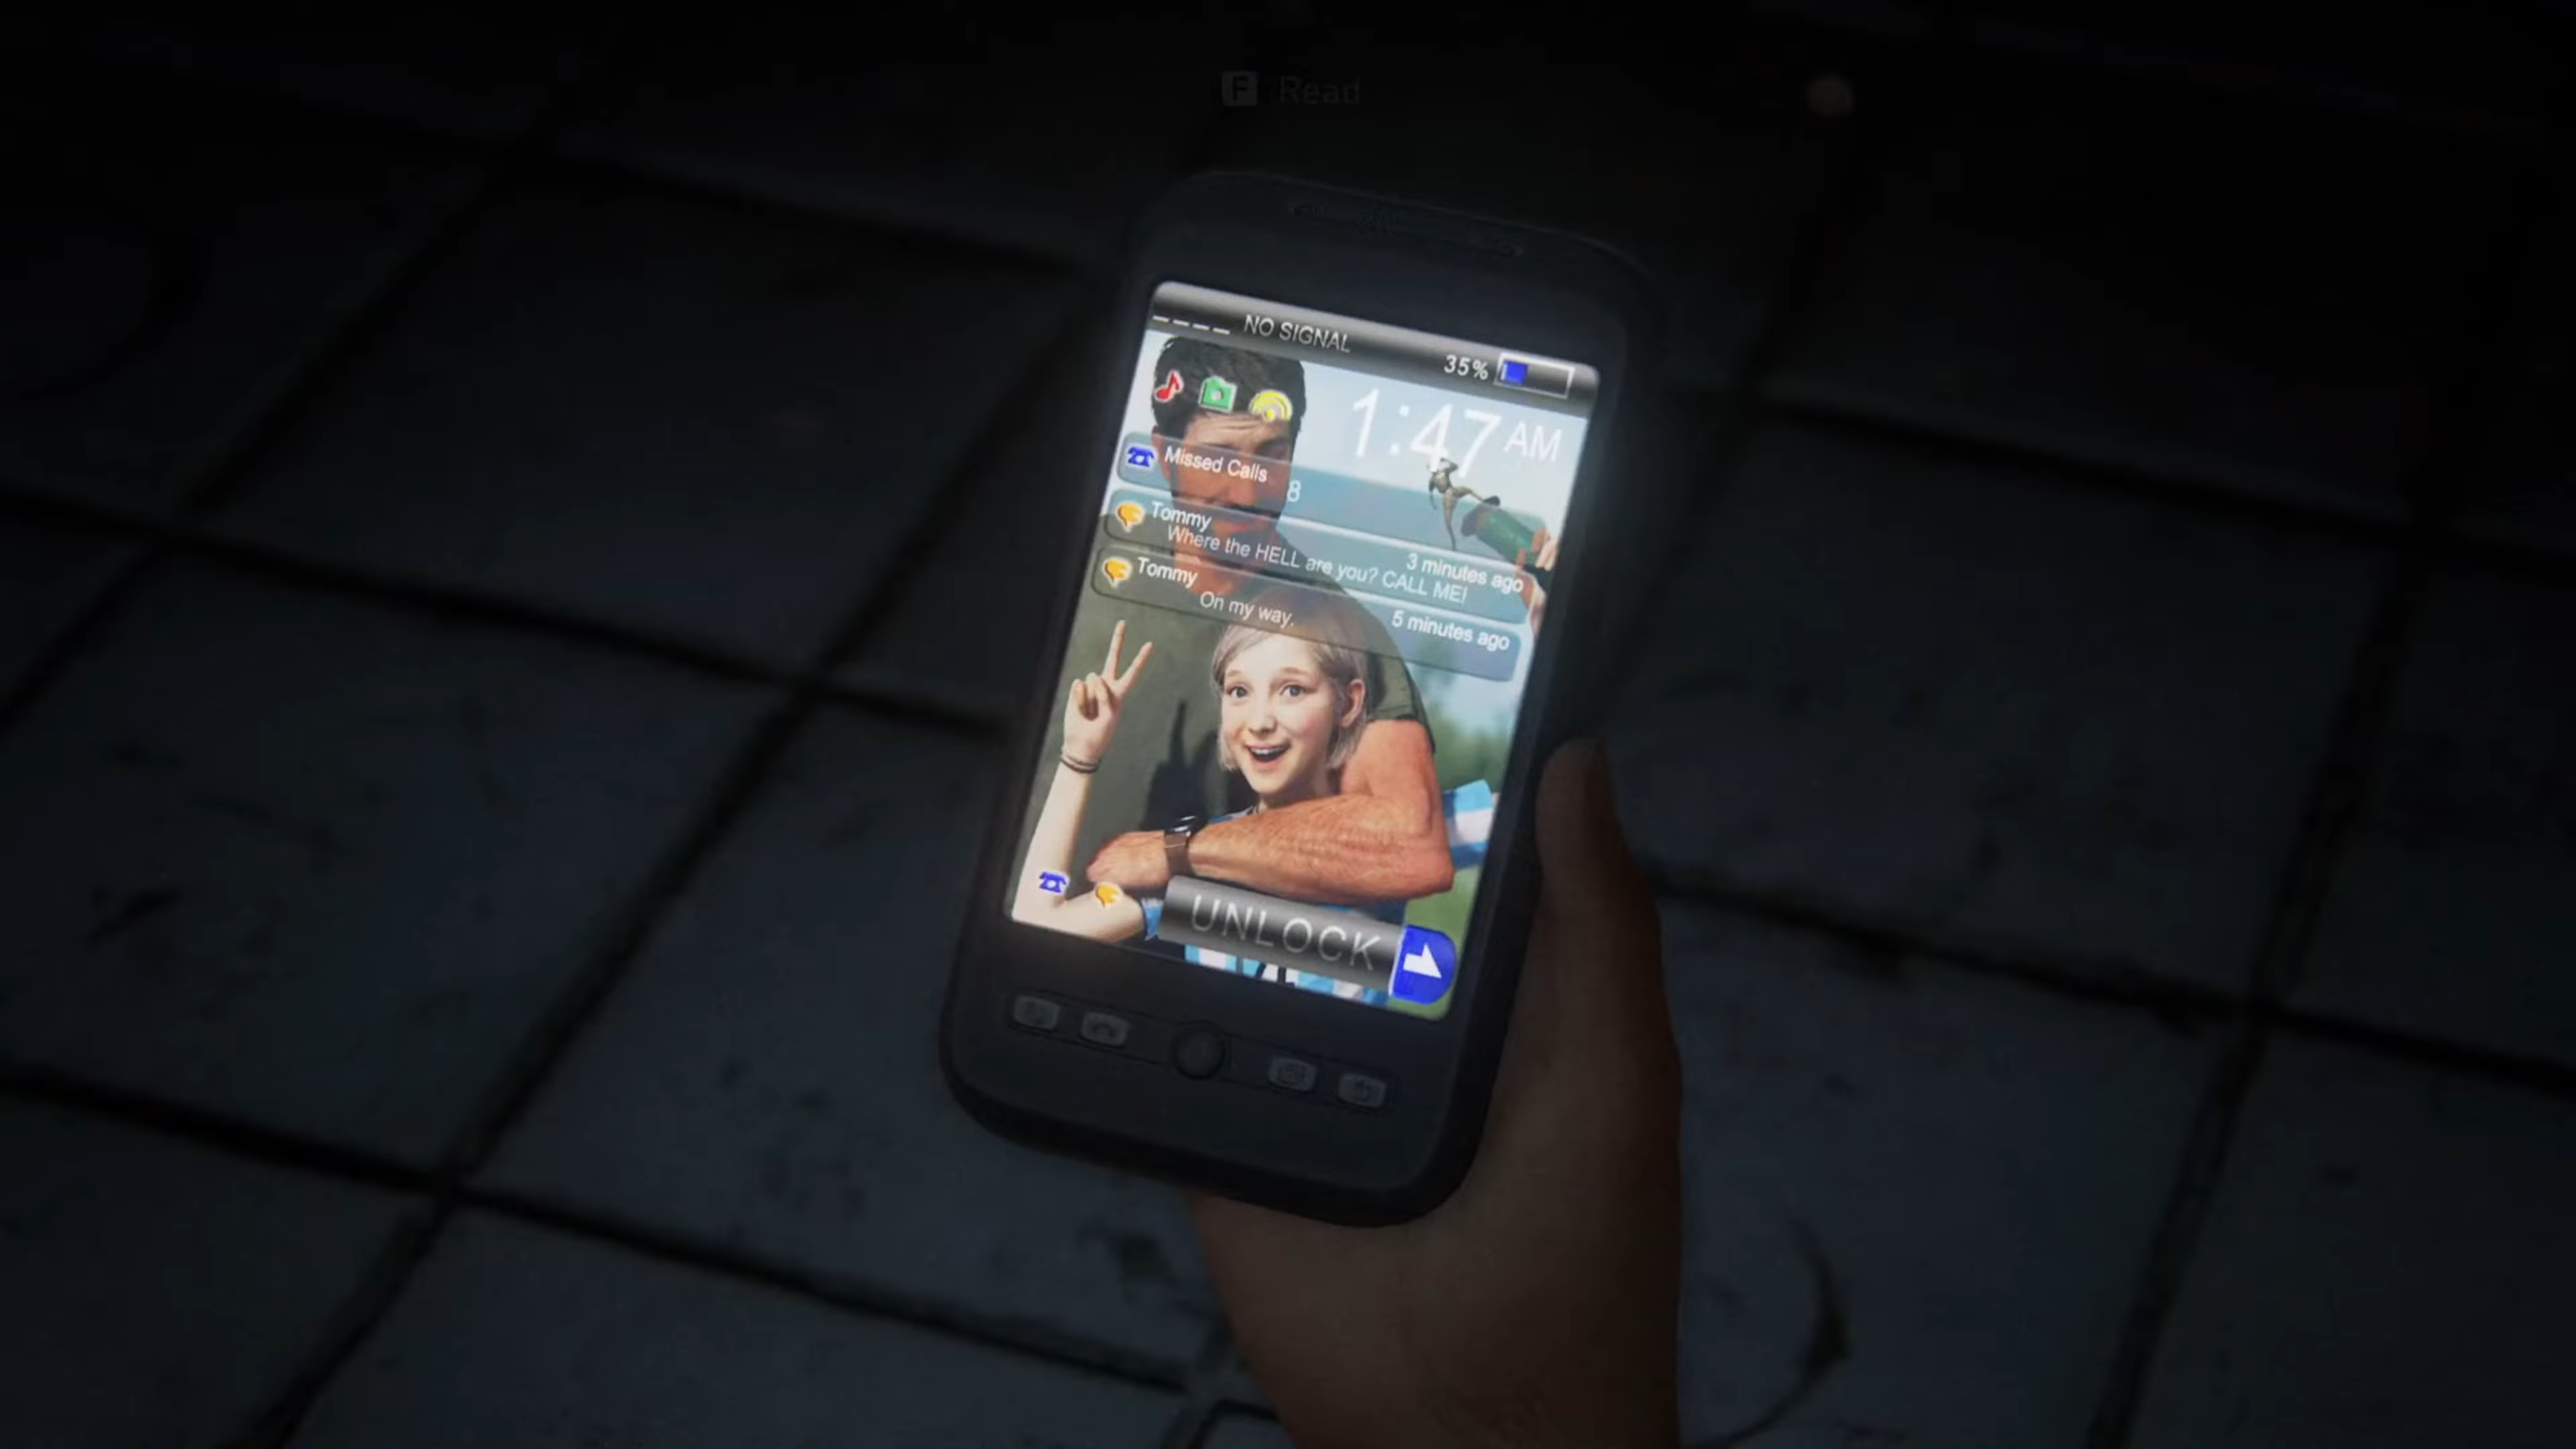 F Read
NO SIGNAL
35%
1:47 AM
Missed Calls
8
Tommy
3 minutes ago
Where the HELL are you? CALL ME!
Tommy
5 minutes ago
On my way.
UNLOCK